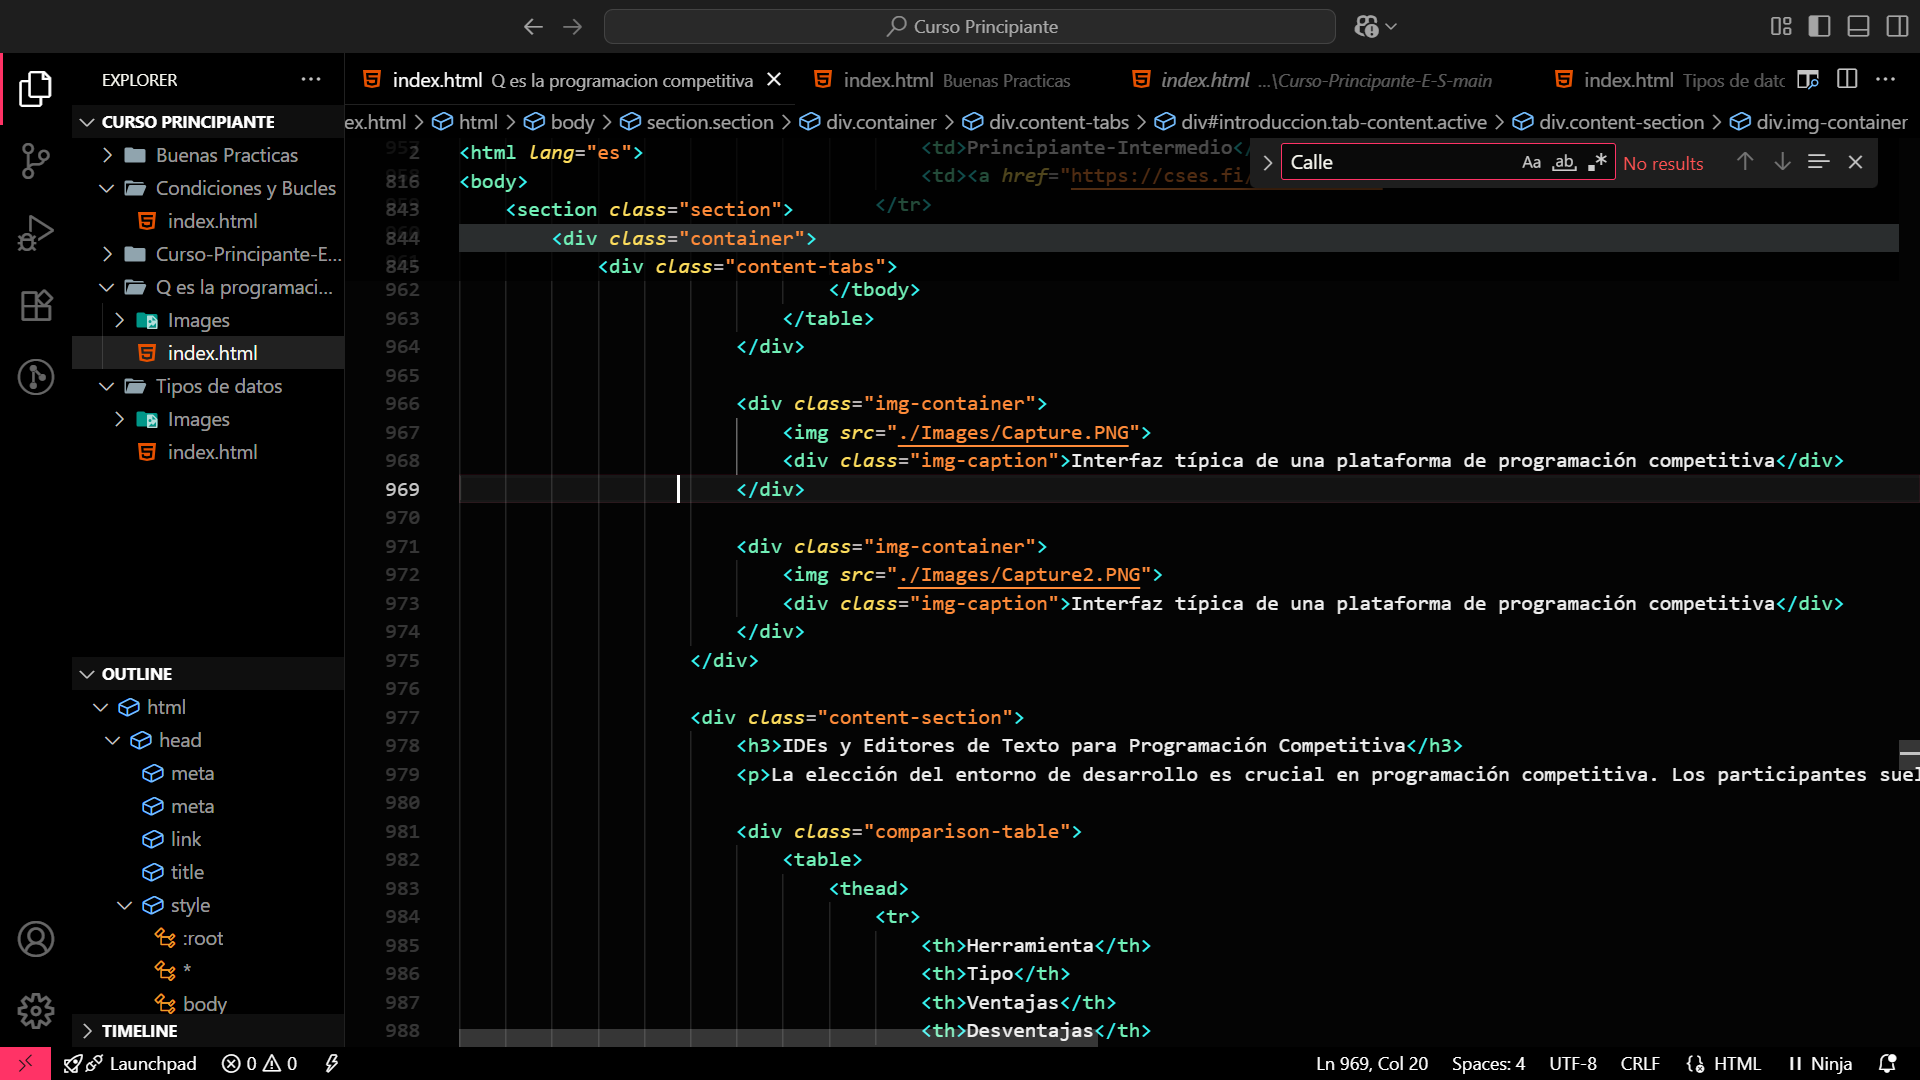 Curso Principiante
EXPLORER
index.html Q es la programacion competitiva
index.html Buenas Practicas
index.html ...\Curso-Principante-E-S-main
index.html Tipos de datc
CURSO PRINCIPIANTE
Buenas Practicas
Condiciones y Bucles
index.html
Curso-Principante-E...
Q es la programaci...
Images
index.html
Tipos de datos
Images
index.html
OUTLINE
html
head
meta
meta
link
title
style
:root
*
body
TIMELINE
ex.html > html > body > section.section > div.container > div.content-tabs > div#introduccion.tab-content.active > div.content-section > div.img-container
Calle
Aa ab .* No results
2 <html lang="es">
<td>Principiante-Intermedio</
816 <body>
<td><a href="https://cses.fi/
843 <section class="section">
</tr>
844 <div class="container">
845 <div class="content-tabs">
962 </tbody>
963 </table>
964 </div>
965
966 <div class="img-container">
967 <img src="./Images/Capture.PNG">
968 <div class="img-caption">Interfaz típica de una plataforma de programación competitiva</div>
969 </div>
970
971 <div class="img-container">
972 <img src="./Images/Capture2.PNG">
973 <div class="img-caption">Interfaz típica de una plataforma de programación competitiva</div>
974 </div>
975 </div>
976
977 <div class="content-section">
978 <h3>IDEs y Editores de Texto para Programación Competitiva</h3>
979 <p>La elección del entorno de desarrollo es crucial en programación competitiva. Los participantes suel
980
981 <div class="comparison-table">
982 <table>
983 <thead>
984 <tr>
985 <th>Herramienta</th>
986 <th>Tipo</th>
987 <th>Ventajas</th>
988 <th>Desventajas</th>
Launchpad 0 0
Ln 969, Col 20 Spaces: 4 UTF-8 CRLF HTML Ninja